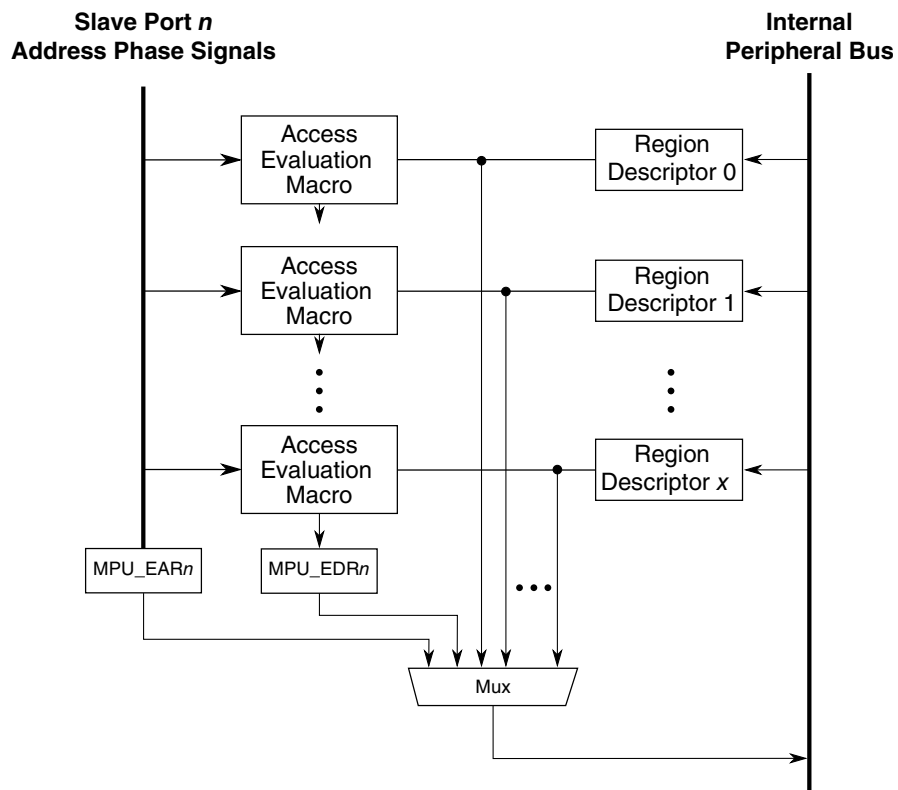 Slave Port n
Address Phase Signals
Internal
Peripheral Bus
Access
Evaluation
Macro
Region
Descriptor 0
Access
Evaluation
Macro
Region
Descriptor 1
Access
Evaluation
Macro
Region
Descriptor x
MPU_EARn
MPU_EDRn
Mux